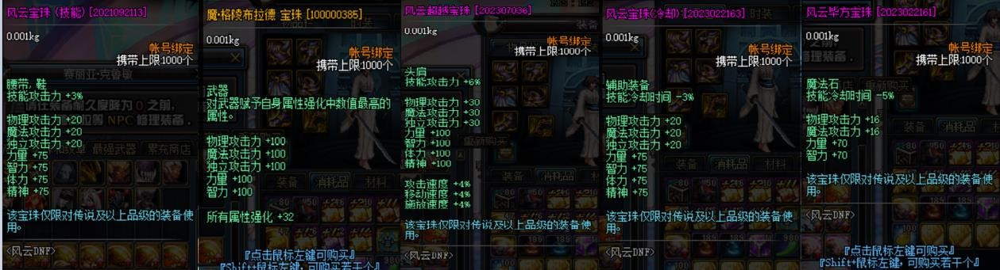 风云宝珠(技能) [2021092113]
0.001kg
帐号绑定
携带上限:1000个
赛丽亚·克鲁敏
腰带, 鞋
技能攻击力 +3%
物理攻击力 +20
魔法攻击力 +20
独立攻击力 +20
力量 +75
智力 +75
体力 +75
精神 +75
该宝珠仅限对传说及以上品级的装备使用。
<风云DNF>
魔·格陵布拉德 宝珠 [100000385]
0.001kg
帐号绑定
携带上限:1000个
武器
对武器赋予自身属性强化中数值最高的
属性。
物理攻击力 +100
魔法攻击力 +100
独立攻击力 +100
力量 +100
智力 +100
所有属性强化 +32
『点击鼠标左键可购买』
『Shift+鼠标左键, 可购买若干个』
风云超越宝珠 [202307036]
0.001kg
帐号绑定
携带上限:1000个
头肩
技能攻击力 +6%
物理攻击力 +30
魔法攻击力 +30
独立攻击力 +30
力量 +100
智力 +100
体力 +100
精神 +100
攻击速度 +4%
移动速度 +4%
施放速度 +4%
该宝珠仅限对传说及以上品级的装备使
用。
<风云DNF>
风云宝珠(冷却) [2023022163]
0.001kg
帐号绑定
携带上限:1000个
辅助装备
技能冷却时间 -3%
物理攻击力 +20
魔法攻击力 +20
独立攻击力 +20
力量 +75
智力 +75
体力 +75
精神 +75
该宝珠仅限对传说及以上品级的装备使
用。
<风云DNF>
风云毕方宝珠 [2023022161]
0.001kg
帐号绑定
携带上限:1000个
魔法石
技能冷却时间 -5%
物理攻击力 +16
魔法攻击力 +16
力量 +70
智力 +70
该宝珠仅限对传说及以上品级的装备使
用。
<风云DNF>
『点击鼠标左键可购买』
『Shift+鼠标左键, 可购买若干个』